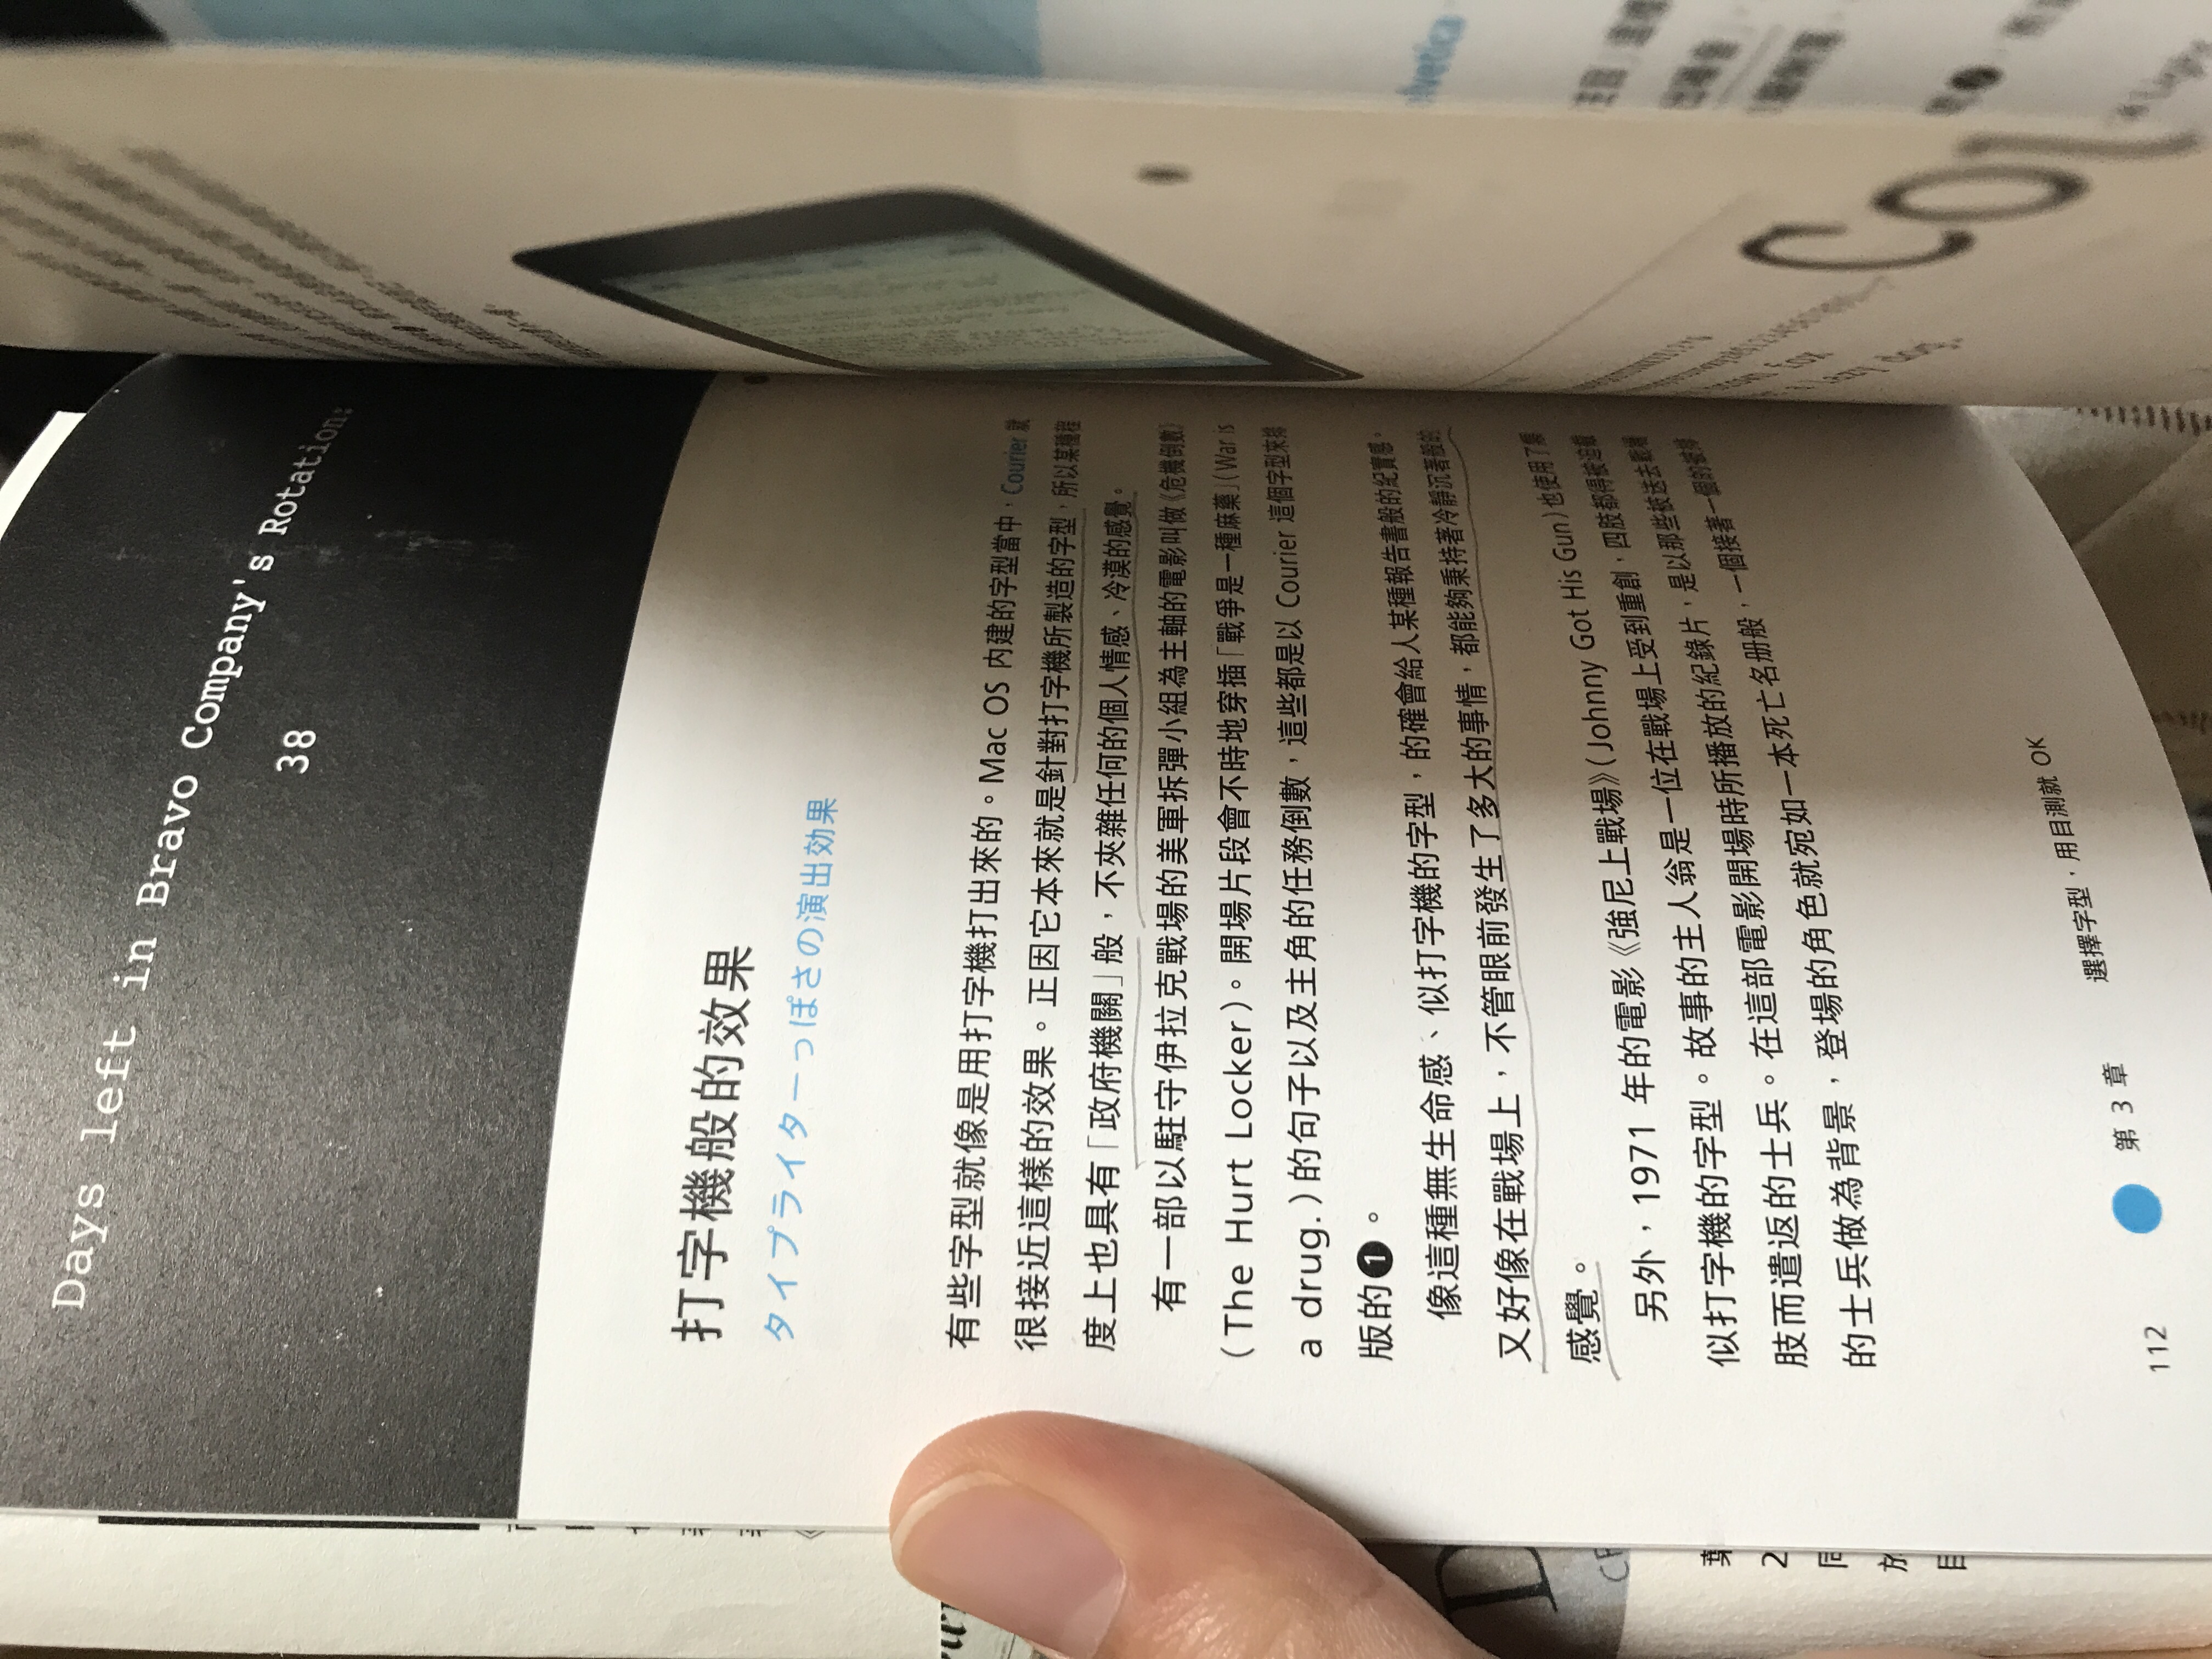 Days left in Bravo Company's Rotation:
38
打字機般的效果
タイプライターっぽさの演出効果
有些字型就像是用打字機打出來的。Mac OS 內建的字型當中，Courier 就
很接近這樣的效果。正因它本來就是針對打字機所製造的字型，所以某種程
度上也具有「政府機關」般，不夾雜任何的個人情感、冷漠的感覺。
有一部以駐守伊拉克戰場的美軍拆彈小組為主軸的電影叫做《危機倒數》
（The Hurt Locker）。開場片段會不時地穿插「戰爭是一種麻藥」（War is
a drug.）的句子以及主角的任務倒數，這些都是以 Courier 這個字型來排
版的❶。
像這種無生命感、似打字機的字型，的確會給人某種報告書般的紀實感。
又好像在戰場上，不管眼前發生了多大的事情，都能夠秉持著冷靜沉著般的
感覺。
另外，1971 年的電影《強尼上戰場》（Johnny Got His Gun）也使用了類
似打字機的字型。故事的主人翁是一位在戰場上受到重創，四肢都得被迫截
肢而遣返的士兵。在這部電影開場時所播放的紀錄片，是以那些被送去戰場
的士兵做為背景，登場的角色就宛如一本死亡名册般，一個接著一個的被排
112
第 3 章
選擇字型，用目測就 OK